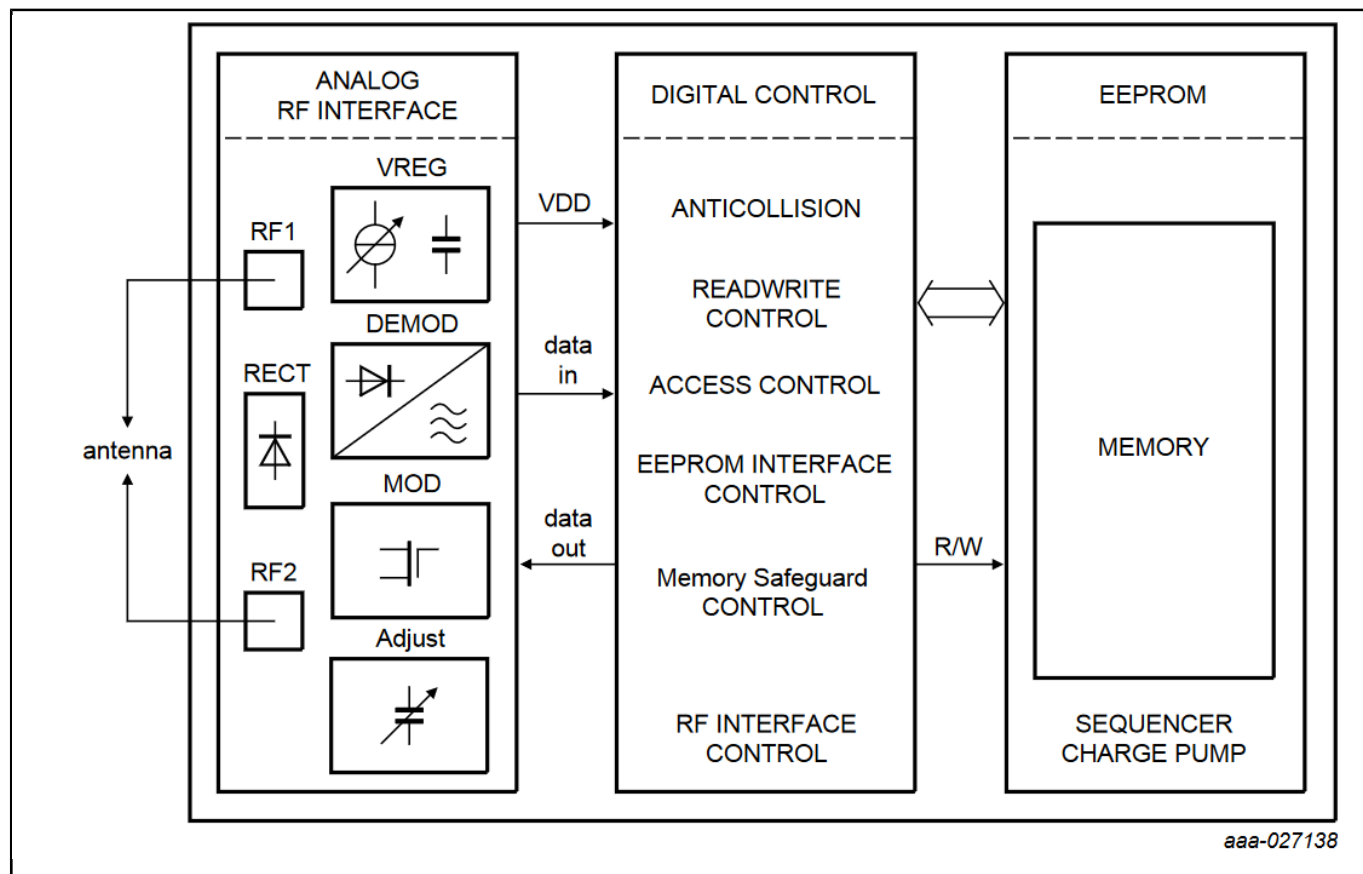 ANALOG
RF INTERFACE
VREG
RF1
DEMOD
RECT
antenna
MOD
RF2
Adjust
VDD
data
in
data
out
DIGITAL CONTROL
ANTICOLLISION
READWRITE
CONTROL
ACCESS CONTROL
EEPROM INTERFACE
CONTROL
Memory Safeguard
CONTROL
RF INTERFACE
CONTROL
R/W
EEPROM
MEMORY
SEQUENCER
CHARGE PUMP
aaa-027138